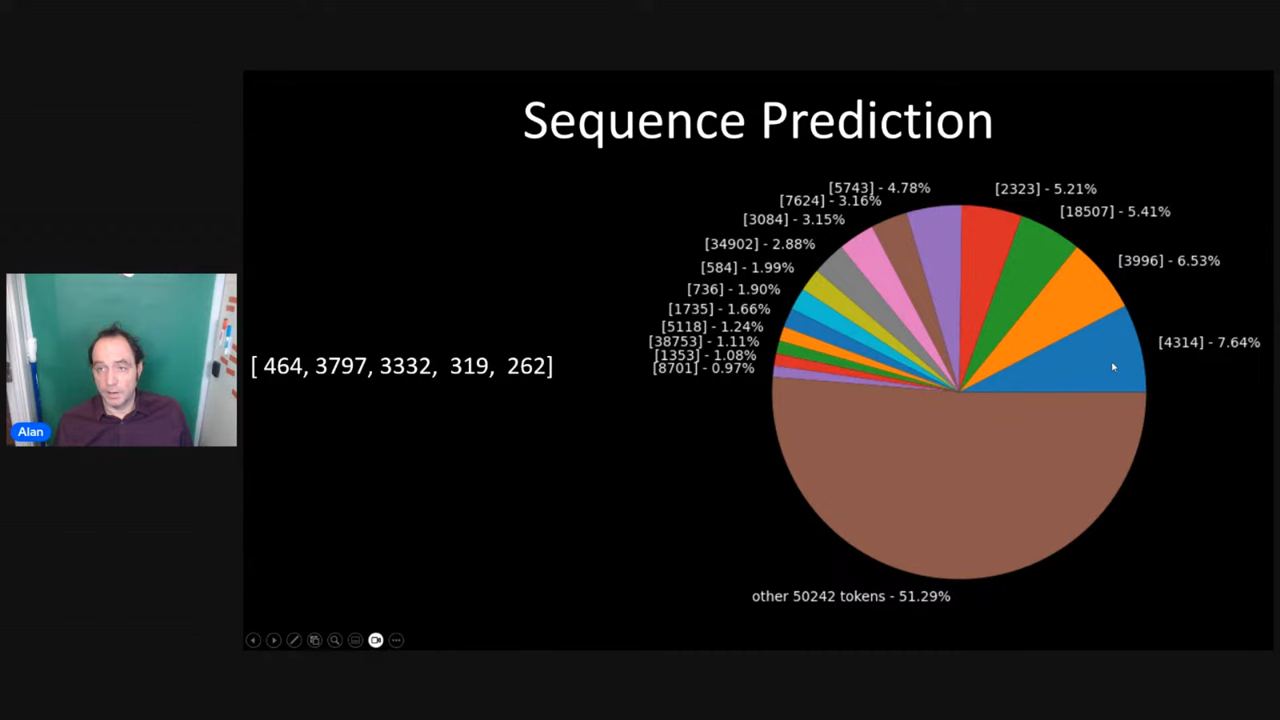 Sequence Prediction
[5743] - 4.78%
[2323] - 5.21%
[7624] - 3.16%
[18507] - 5.41%
[3084] - 3.15%
[34902] - 2.88%
[3996] - 6.53%
[584] - 1.99%
[736] - 1.90%
[1735] - 1.66%
[5118] - 1.24%
[38753] - 1.11%
[4314] - 7.64%
[1353] - 1.08%
[8701] - 0.97%
[ 464, 3797, 3332, 319, 262]
Alan
other 50242 tokens - 51.29%